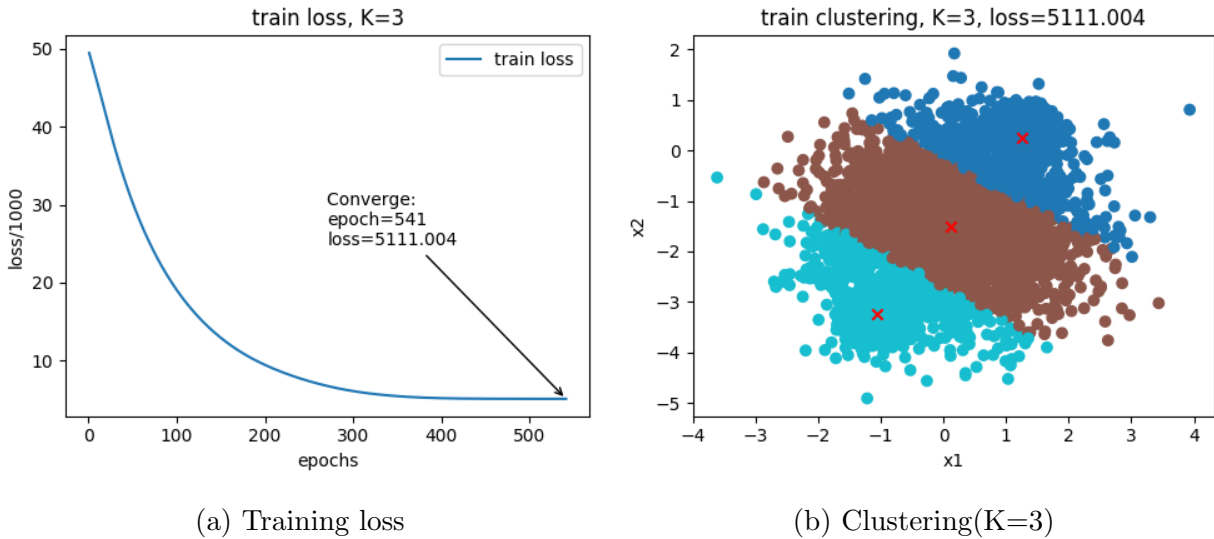 train loss, K=3
50
40
30
20
10
loss/1000
train loss
Converge:
epoch=541
loss=5111.004
0 100 200 300 400 500
epochs
(a) Training loss
train clustering, K=3, loss=5111.004
2
1
0
−1
−2
−3
−4
−5
x2
−4 −3 −2 −1 0 1 2 3 4
x1
(b) Clustering(K=3)